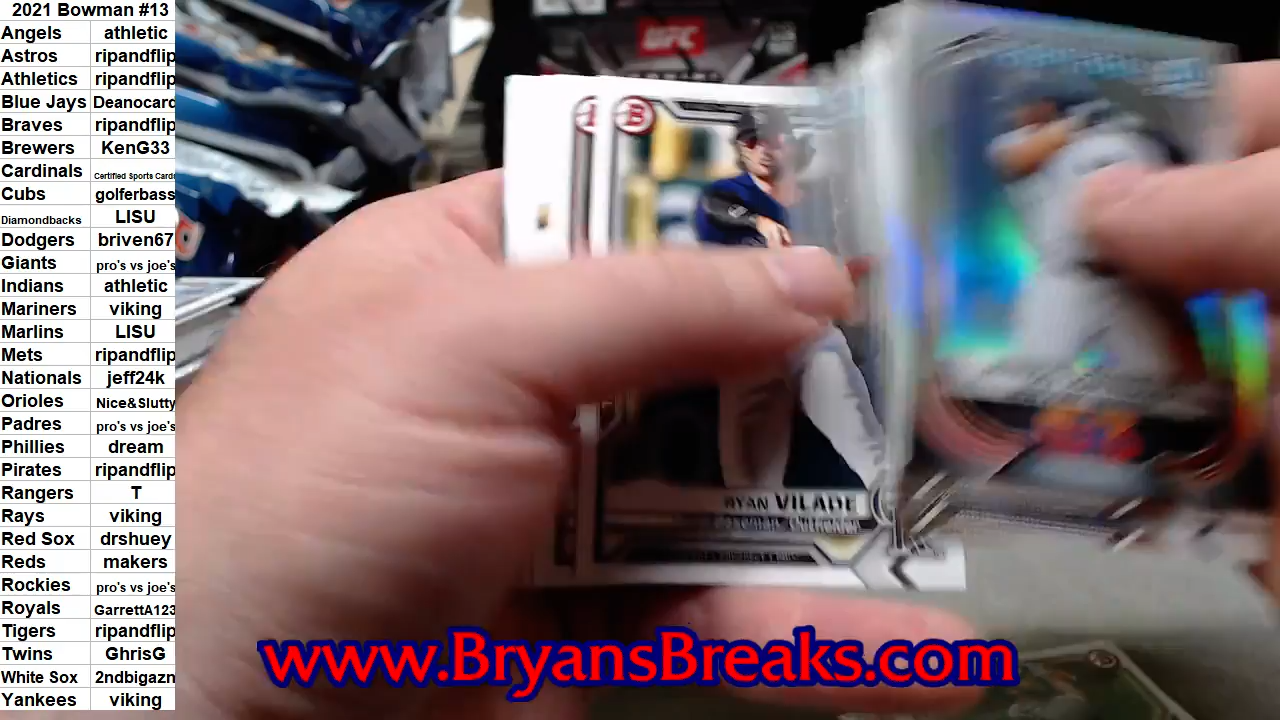 2021 Bowman #13
Angels athletic
Astros ripandflip
Athletics ripandflip
Blue Jays Deanocard
Braves ripandflip
Brewers KenG33
Cardinals Certified Sports Cards
Cubs golferbass
Diamondbacks LISU
Dodgers briven67
Giants pro's vs joe's
Indians athletic
Mariners viking
Marlins LISU
Mets ripandflip
Nationals jeff24k
Orioles Nice&Slutty
Padres pro's vs joe's
Phillies dream
Pirates ripandflip
Rangers T
Rays viking
Red Sox drshuey
Reds makers
Rockies pro's vs joe's
Royals GarrettA123
Tigers ripandflip
Twins GhrisG
White Sox 2ndbigazn
Yankees viking
UFC
B
RYAN VILADE
www.BryansBreaks.com